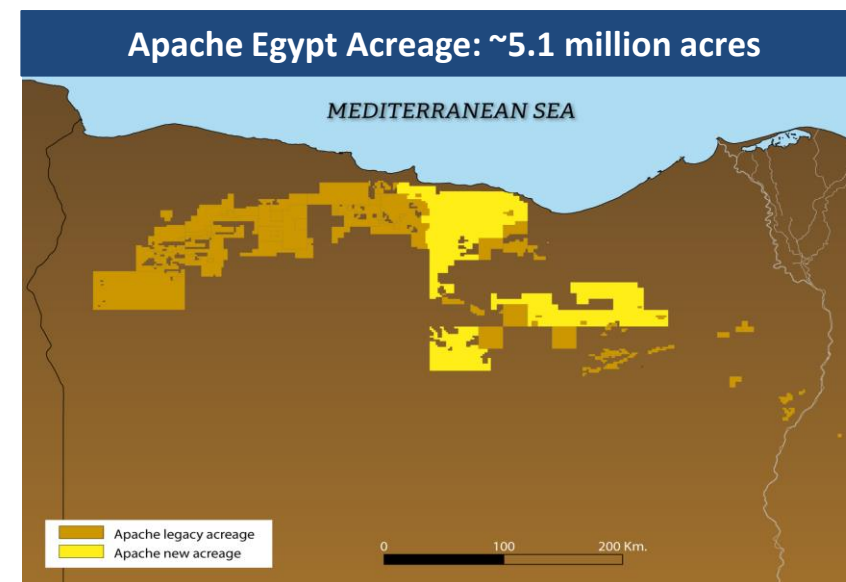 Apache Egypt Acreage: ~5.1 million acres
MEDITERRANEAN SEA
Apache legacy acreage
Apache new acreage
0 100 200 Km.